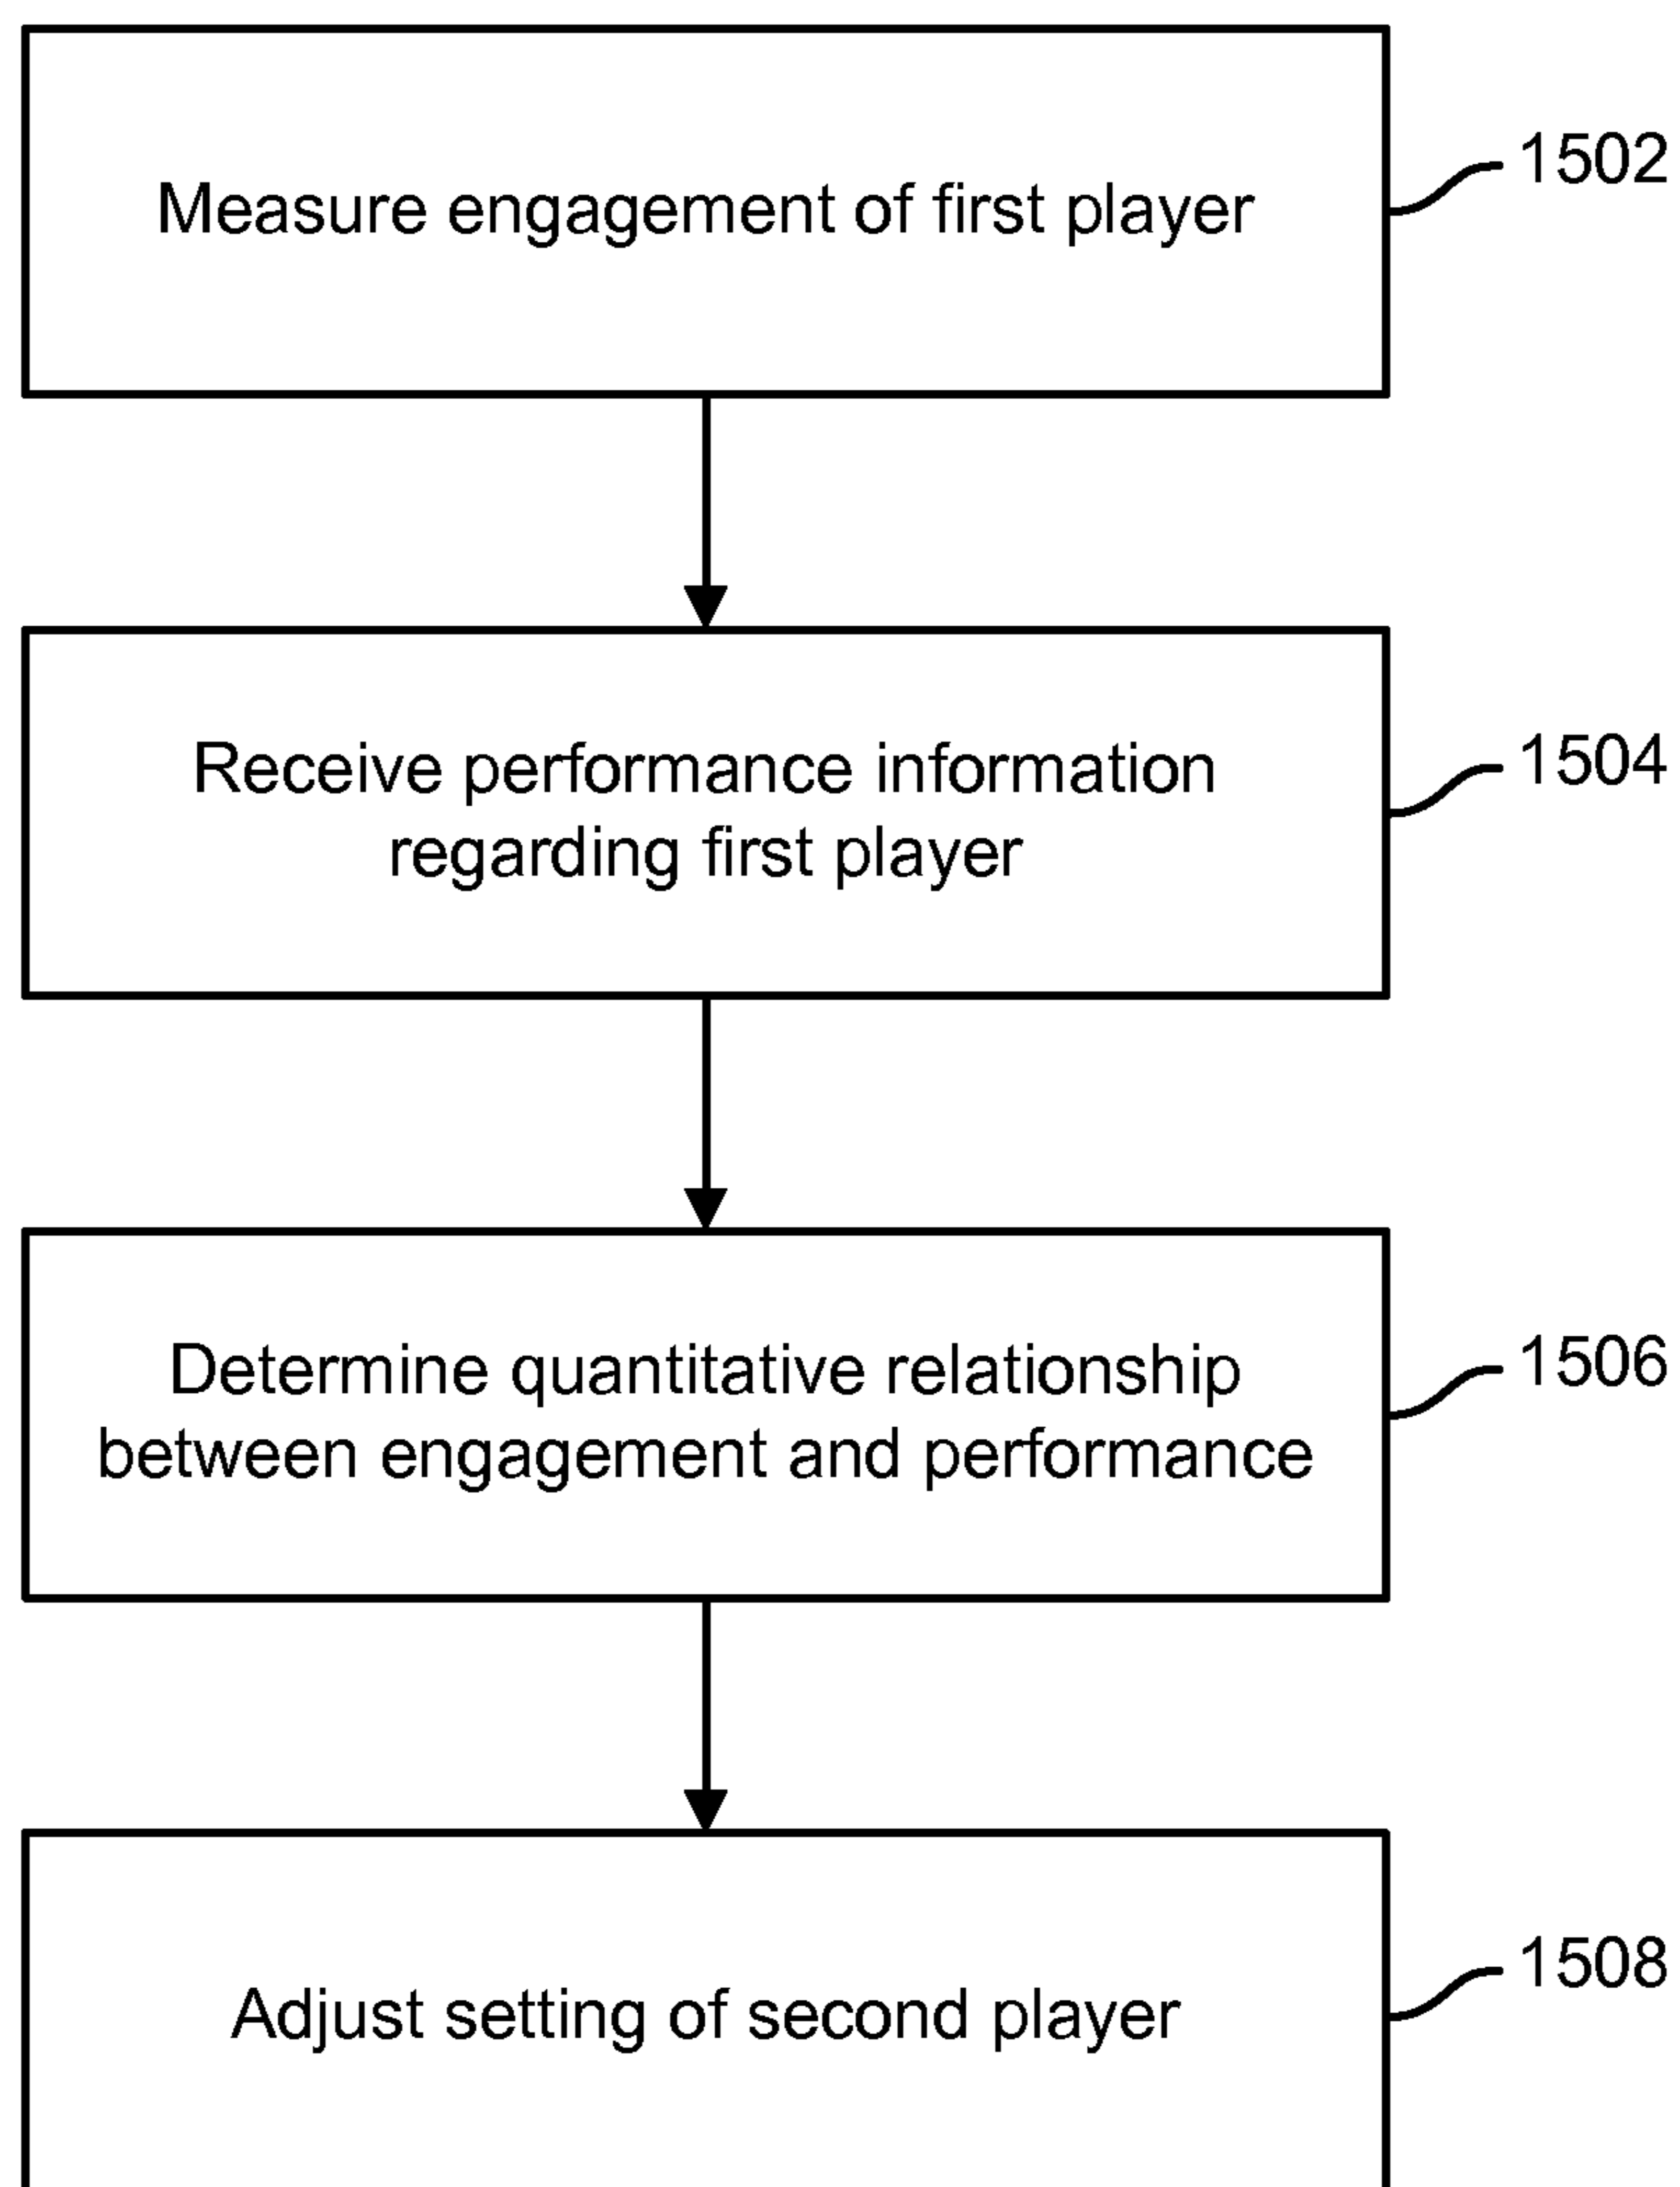 Measure engagement of first player
1502
Receive performance information
regarding first player
1504
Determine quantitative relationship
between engagement and performance
1506
Adjust setting of second player
1508